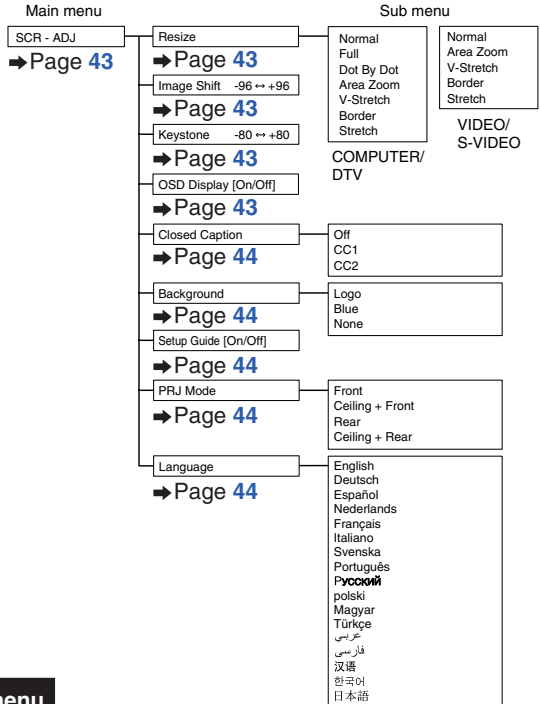 Main menu
Sub menu
SCR - ADJ
➡Page 43
Resize
➡Page 43
Normal
Full
Dot By Dot
Area Zoom
V-Stretch
Border
Stretch
COMPUTER/
DTV
Normal
Area Zoom
V-Stretch
Border
Stretch
VIDEO/
S-VIDEO
Image Shift -96 ↔ +96
➡Page 43
Keystone -80 ↔ +80
➡Page 43
OSD Display [On/Off]
➡Page 43
Closed Caption
➡Page 44
Off
CC1
CC2
Background
➡Page 44
Logo
Blue
None
Setup Guide [On/Off]
➡Page 44
PRJ Mode
➡Page 44
Front
Ceiling + Front
Rear
Ceiling + Rear
Language
➡Page 44
English
Deutsch
Español
Nederlands
Français
Italiano
Svenska
Português
Русский
polski
Magyar
Türkçe
عربي
فارسی
汉语
한국어
日本語
menu